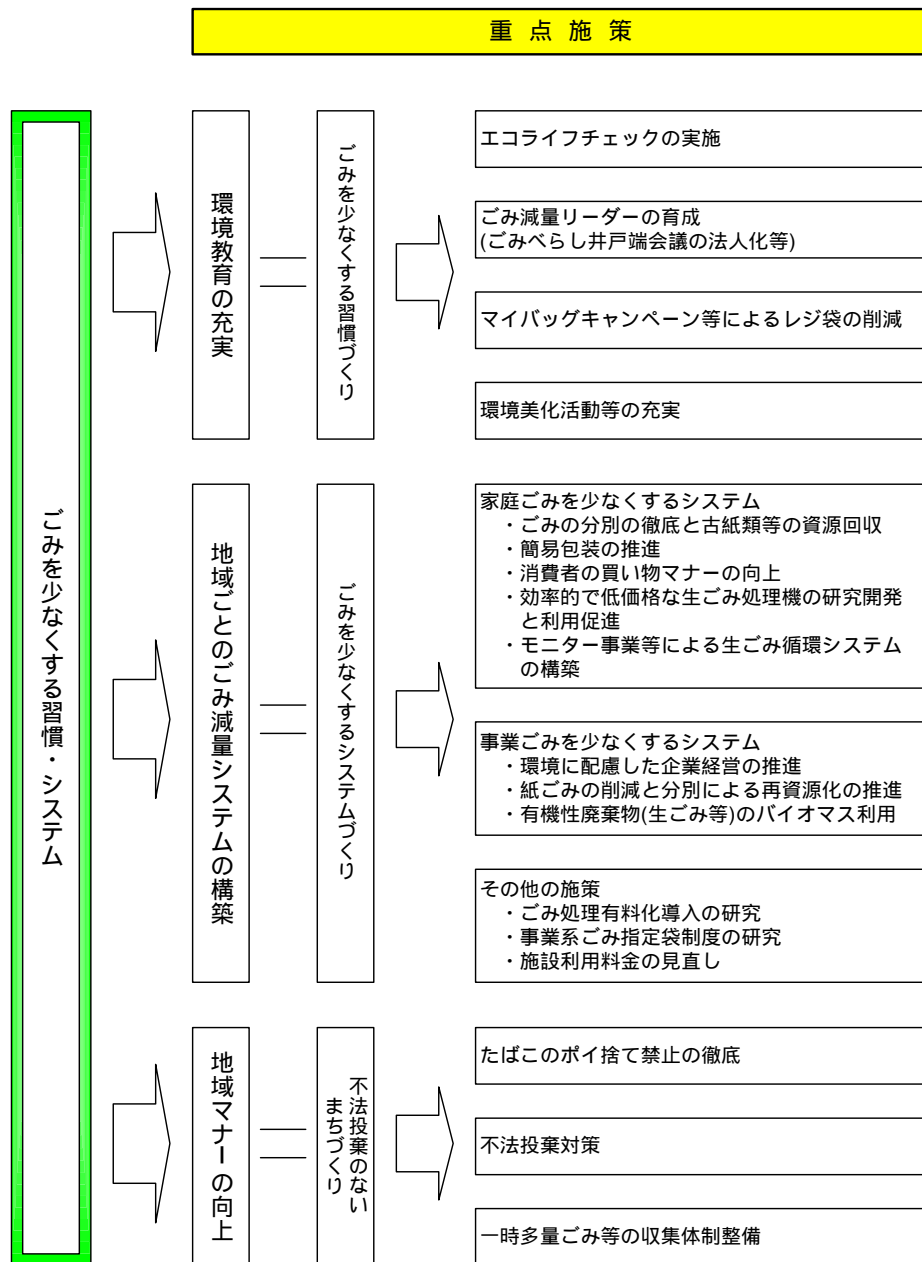 重点施策
ごみを少なくする習慣・システム
環境教育の充実
ごみを少なくする習慣づくり
エコライフチェックの実施
ごみ減量リーダーの育成
(ごみべらし井戸端会議の法人化等)
マイバッグキャンペーン等によるレジ袋の削減
環境美化活動等の充実
地域ごとのごみ減量システムの構築
ごみを少なくするシステムづくり
家庭ごみを少なくするシステム
・ごみの分別の徹底と古紙類等の資源回収
・簡易包装の推進
・消費者の買い物マナーの向上
・効率的で低価格な生ごみ処理機の研究開発
と利用促進
・モニター事業等による生ごみ循環システム
の構築
事業ごみを少なくするシステム
・環境に配慮した企業経営の推進
・紙ごみの削減と分別による再資源化の推進
・有機性廃棄物(生ごみ等)のバイオマス利用
その他の施策
・ごみ処理有料化導入の研究
・事業系ごみ指定袋制度の研究
・施設利用料金の見直し
地域マナーの向上
不法投棄のない
まちづくり
たばこのポイ捨て禁止の徹底
不法投棄対策
一時多量ごみ等の収集体制整備